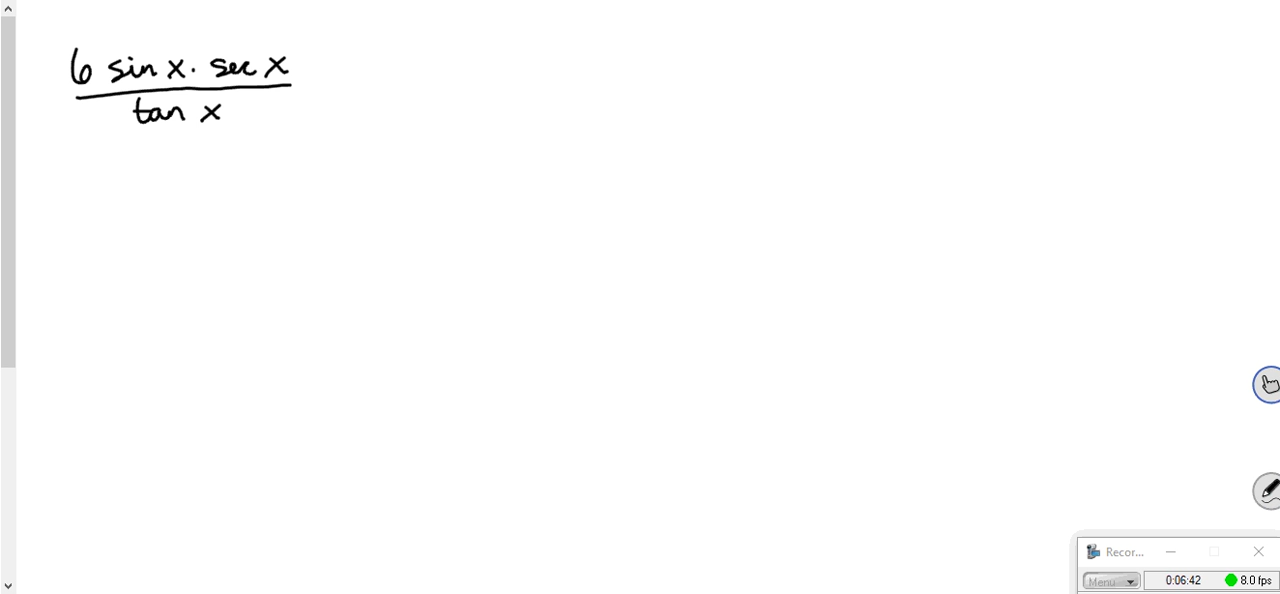 6 sin x · sec x
tan x
Recor...
Menu
0:06:42
8.0 fps